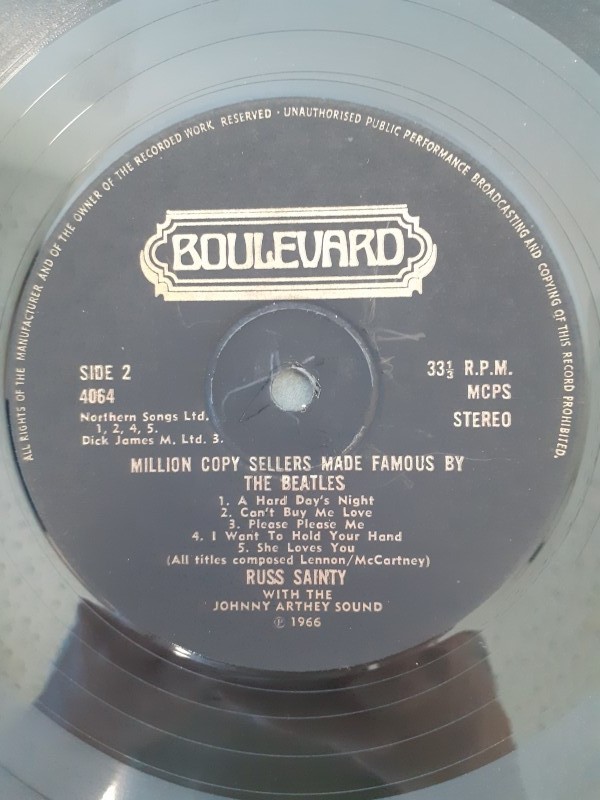 ALL RIGHTS OF THE MANUFACTURER AND OF THE OWNER OF THE RECORDED WORK RESERVED · UNAUTHORISED PUBLIC PERFORMANCE BROADCASTING AND COPYING OF THIS RECORD PROHIBITED.
BOULEVARD
SIDE 2
4064
Northern Songs Ltd.
1, 2, 4, 5.
Dick James M. Ltd. 3.
33⅓ R.P.M.
MCPS
STEREO
MILLION COPY SELLERS MADE FAMOUS BY
THE BEATLES
1. A Hard Day's Night
2. Can't Buy Me Love
3. Please Please Me
4. I Want To Hold Your Hand
5. She Loves You
(All titles composed Lennon/McCartney)
RUSS SAINTY
WITH THE
JOHNNY ARTHEY SOUND
℗ 1966